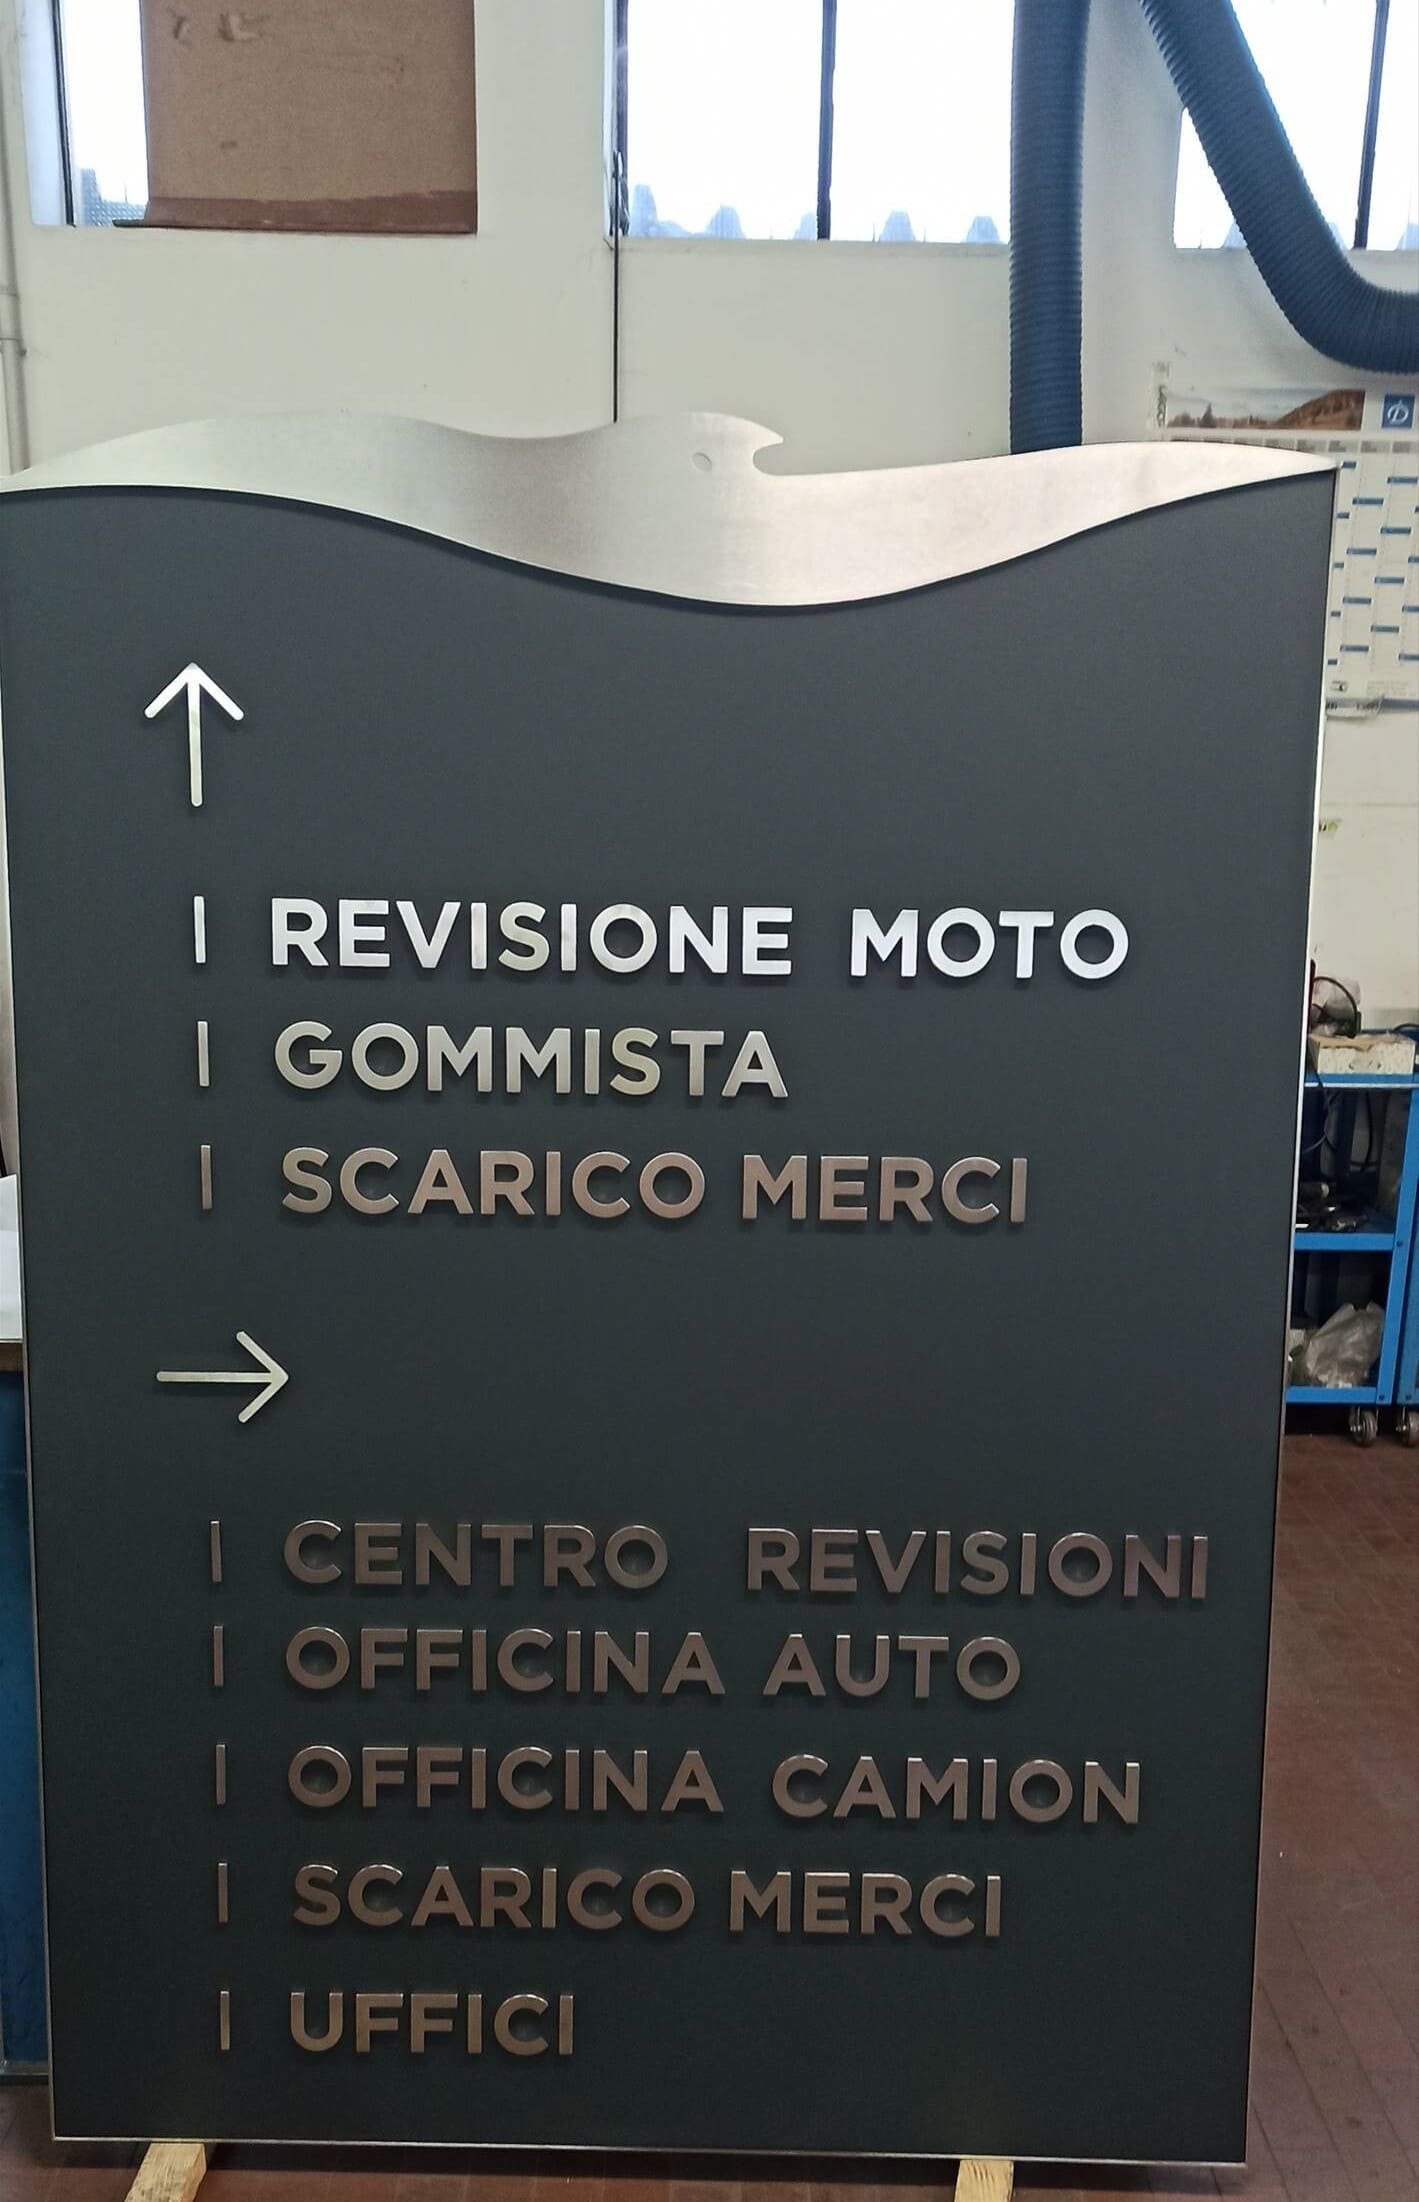 REVISIONE MOTO
GOMMISTA
SCARICO MERCI
CENTRO REVISIONI
OFFICINA AUTO
OFFICINA CAMION
SCARICO MERCI
UFFICI